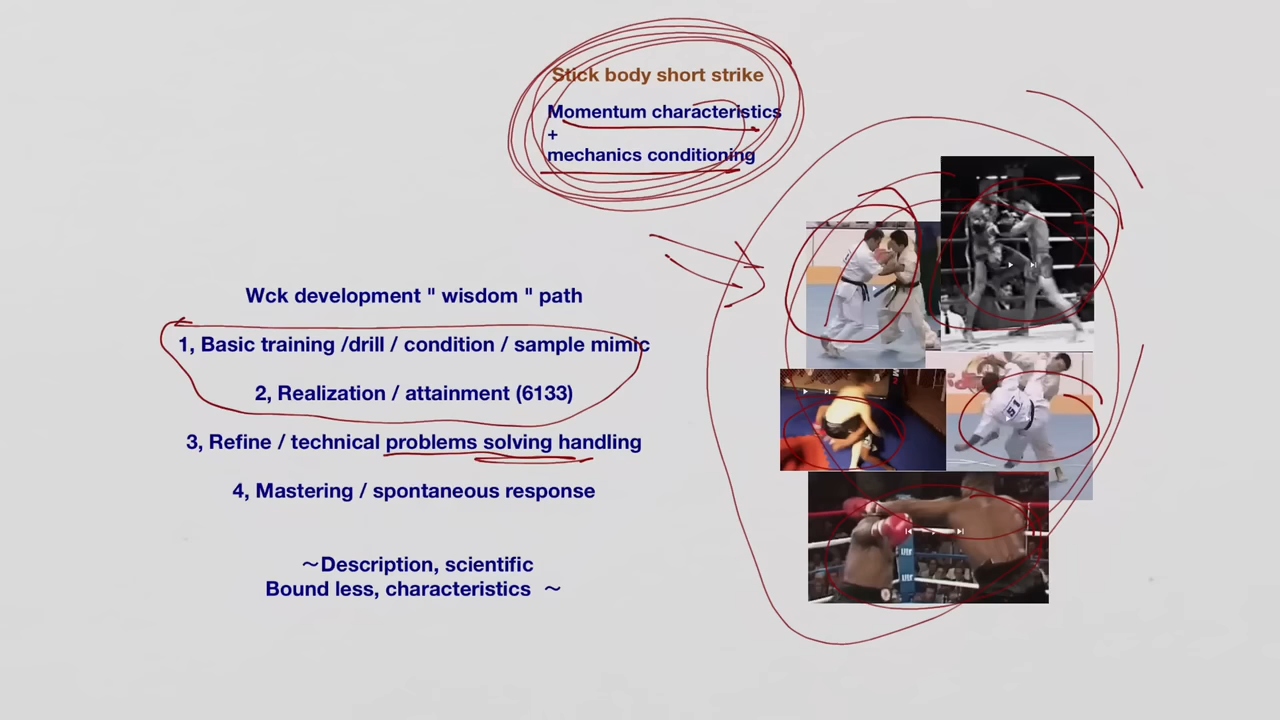 Stick body short strike
Momentum characteristics
+
mechanics conditioning
Wck development " wisdom " path
1, Basic training /drill / condition / sample mimic
2, Realization / attainment (6133)
3, Refine / technical problems solving handling
4, Mastering / spontaneous response
～Description, scientific
Bound less, characteristics ～